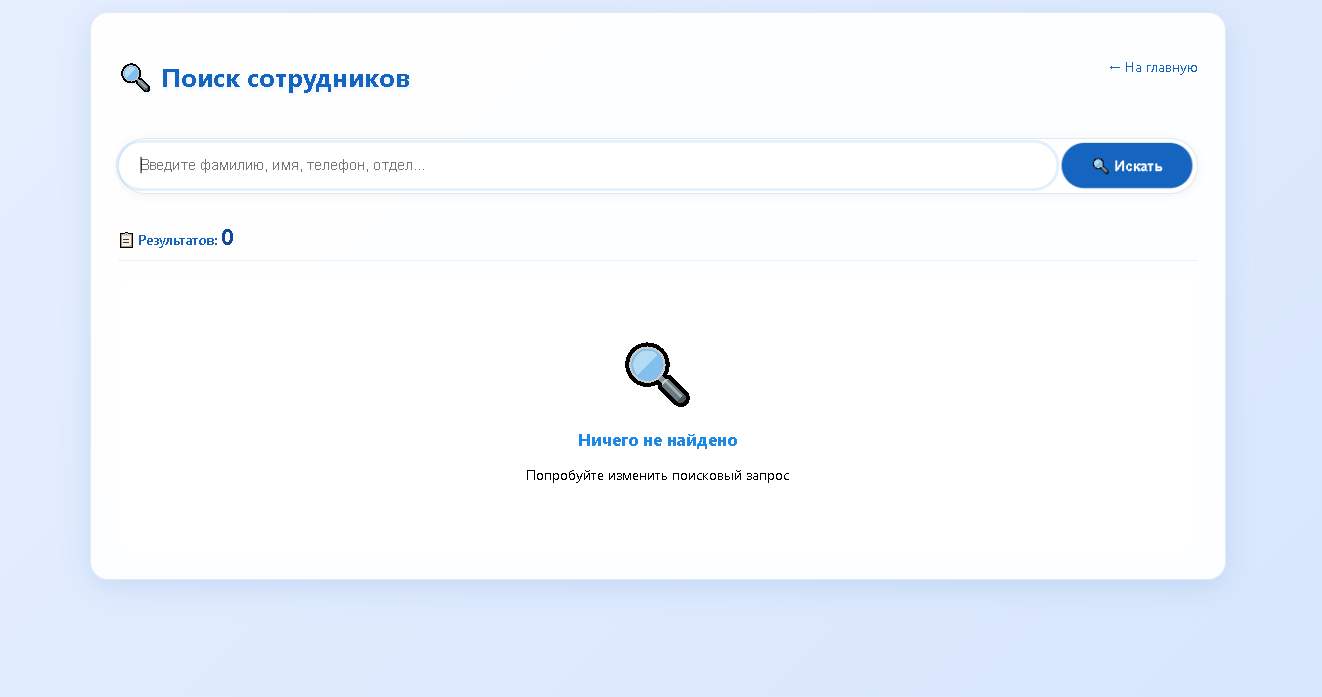 Поиск сотрудников
← На главную
Введите фамилию, имя, телефон, отдел...
Искать
Результатов: 0
Ничего не найдено
Попробуйте изменить поисковый запрос